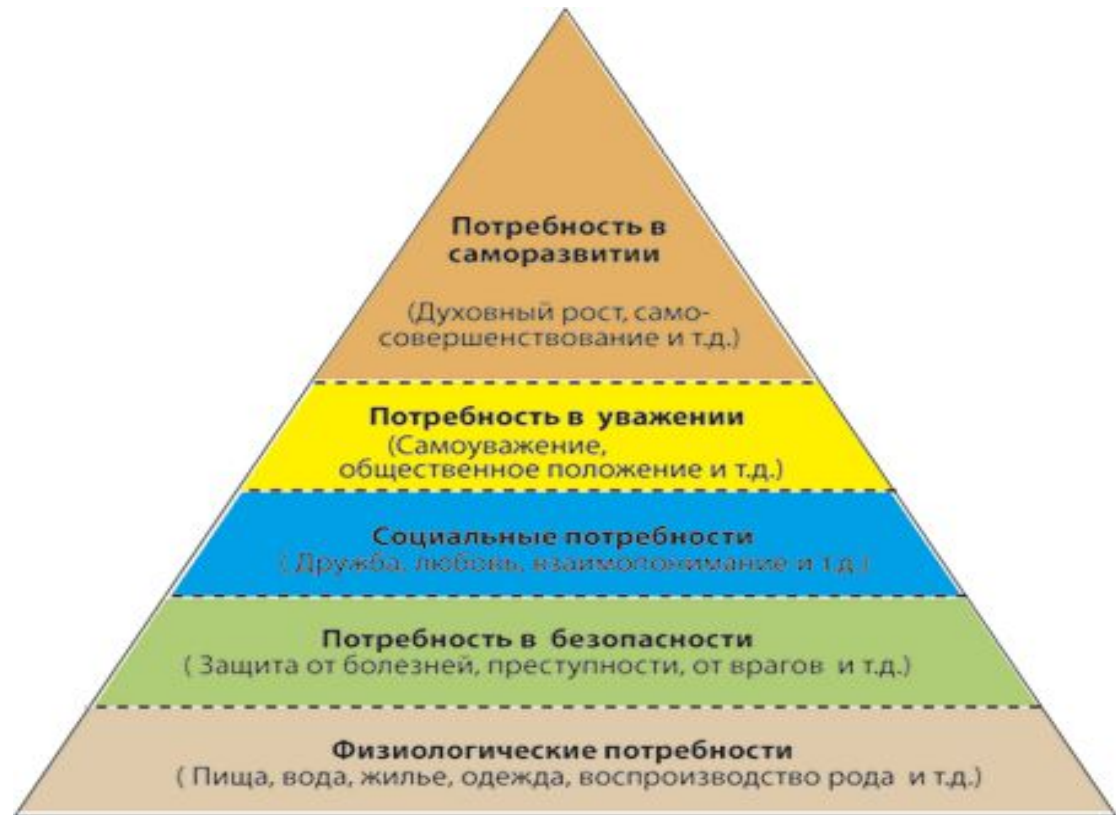 Потребность в
саморазвитии
(Духовный рост, само-
совершенствование и т.д.)
Потребность в уважении
(Самоуважение,
общественное положение и т.д.)
Социальные потребности
( Дружба, любовь, взаимопонимание и т.д.)
Потребность в безопасности
( Защита от болезней, преступности, от врагов и т.д.)
Физиологические потребности
( Пища, вода, жилье, одежда, воспроизводство рода и т.д.)